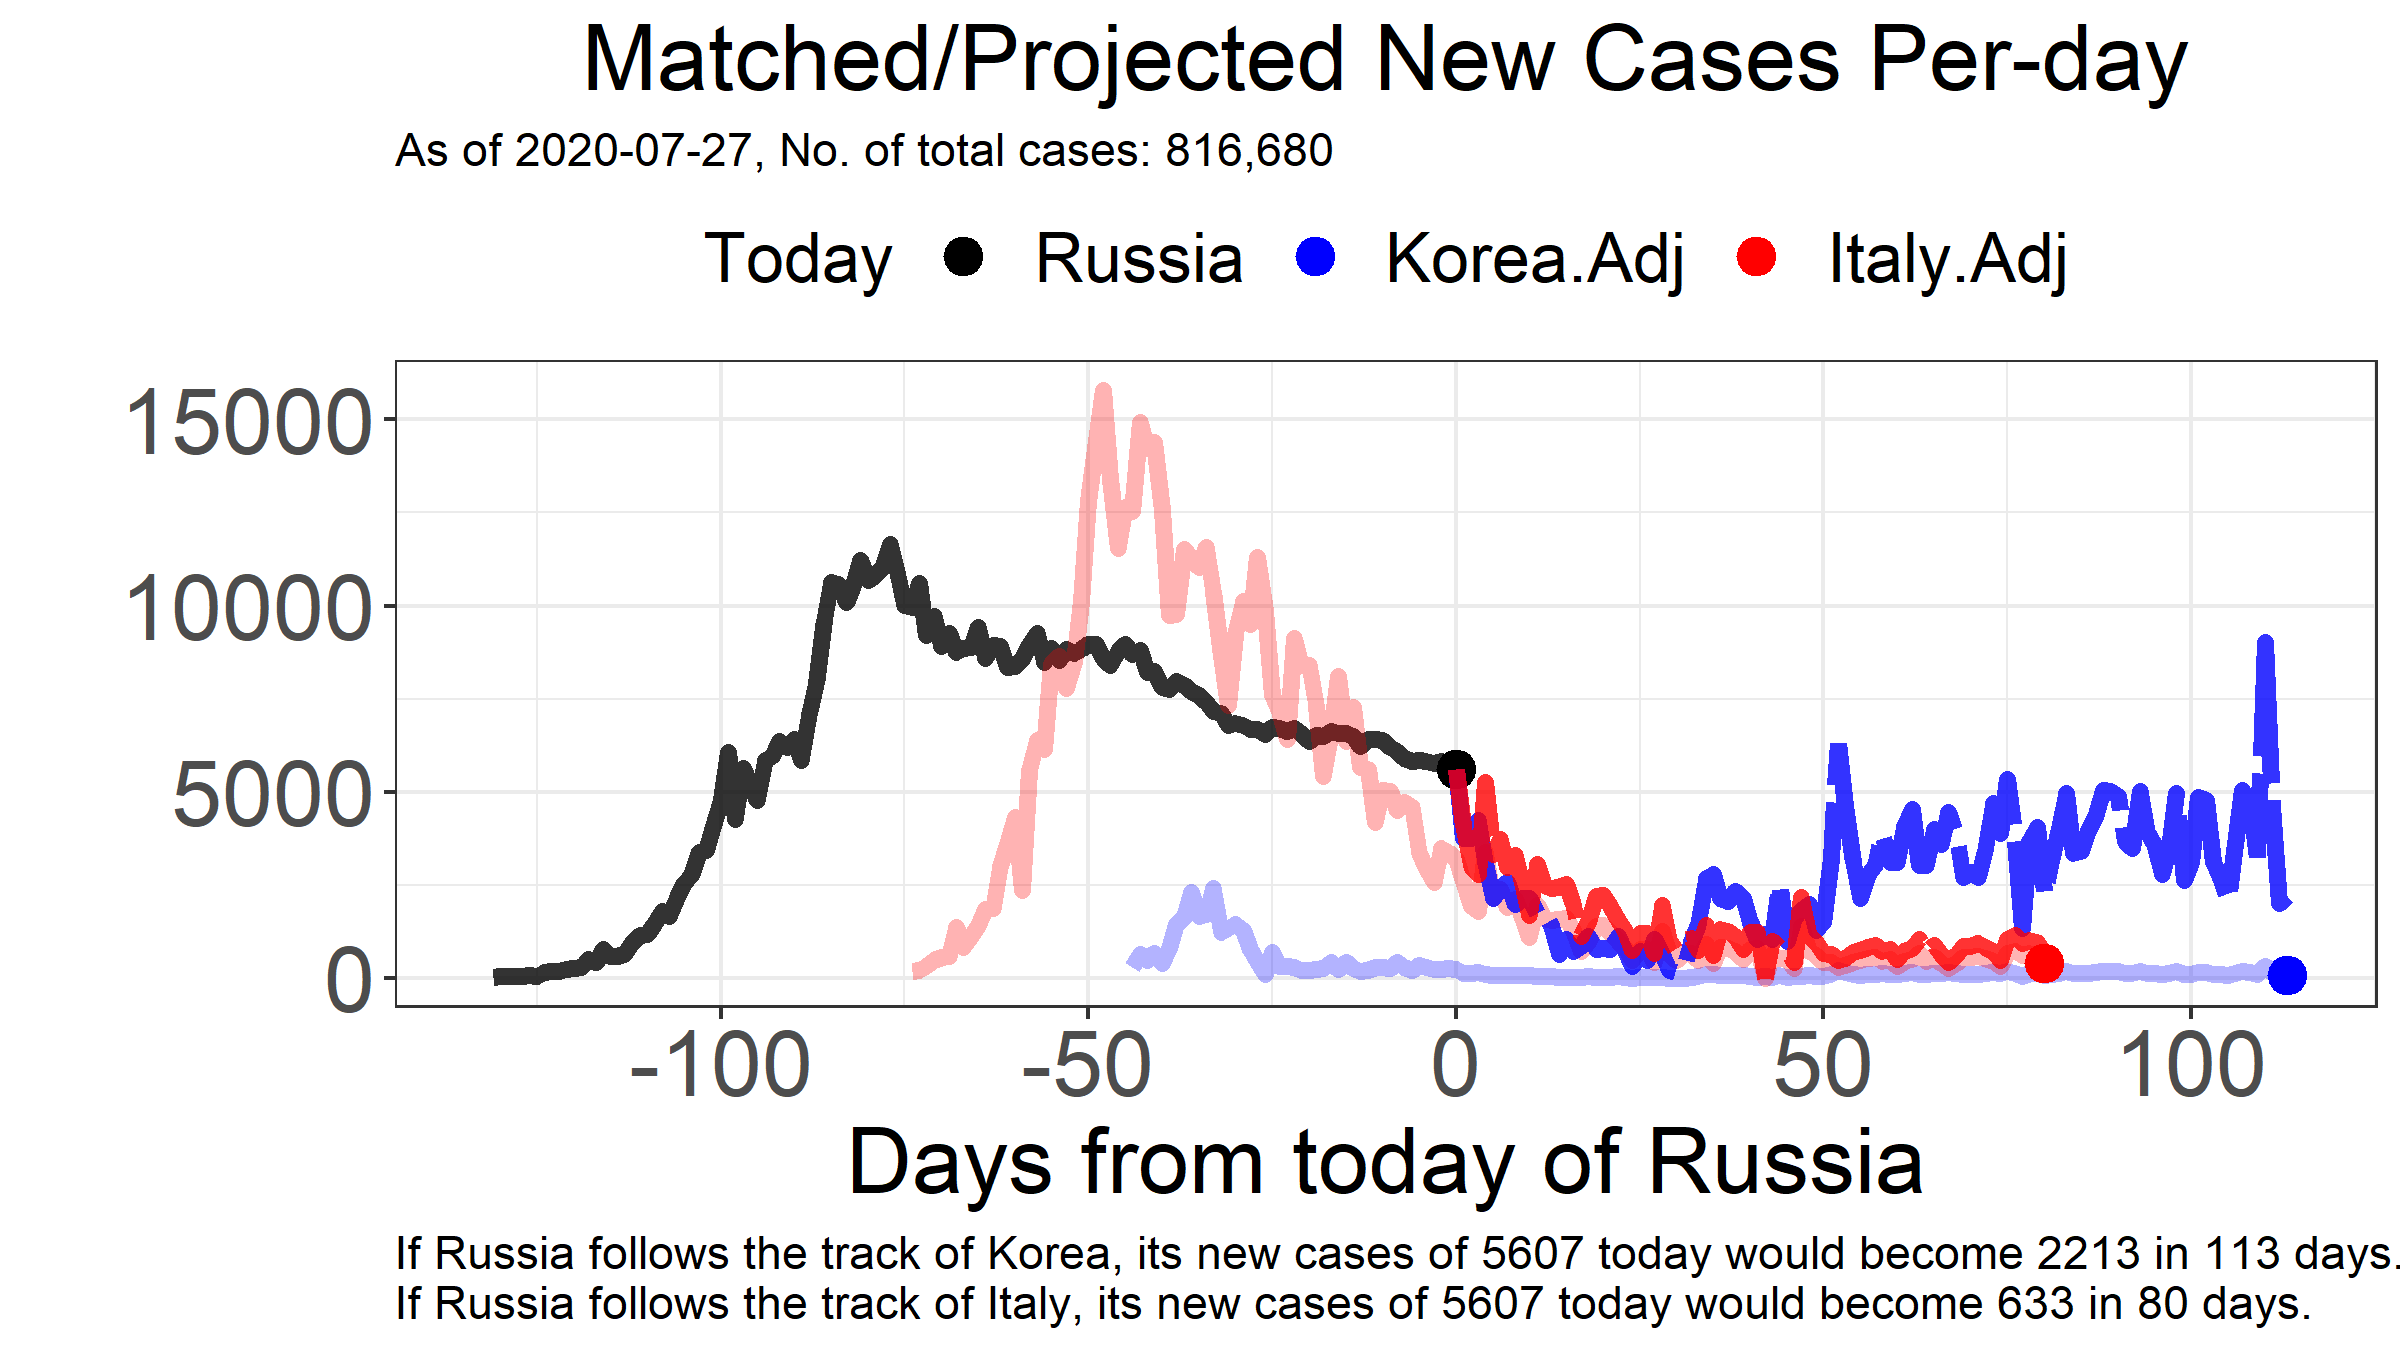 Matched/Projected New Cases Per-day
As of 2020-07-27, No. of total cases: 816,680
Today Russia Korea.Adj Italy.Adj
15000
10000
5000
0
-100 -50 0 50 100
Days from today of Russia
If Russia follows the track of Korea, its new cases of 5607 today would become 2213 in 113 days.
If Russia follows the track of Italy, its new cases of 5607 today would become 633 in 80 days.